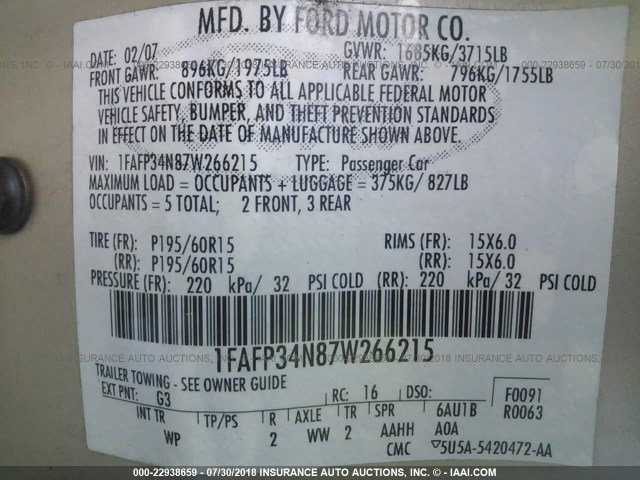 MFD. BY FORD MOTOR CO.
DATE: 02/07 GVWR: 1685KG/3715LB
FRONT GAWR: 896KG/1975LB REAR GAWR: 796KG/1755LB
THIS VEHICLE CONFORMS TO ALL APPLICABLE FEDERAL MOTOR
VEHICLE SAFETY, BUMPER, AND THEFT PREVENTION STANDARDS
IN EFFECT ON THE DATE OF MANUFACTURE SHOWN ABOVE.
VIN: 1FAFP34N87W266215 TYPE: Passenger Car
MAXIMUM LOAD = OCCUPANTS + LUGGAGE = 375KG/ 827LB
OCCUPANTS = 5 TOTAL; 2 FRONT, 3 REAR
TIRE (FR): P195/60R15 RIMS (FR): 15X6.0
(RR): P195/60R15 (RR): 15X6.0
PRESSURE (FR): 220 kPa/ 32 PSI COLD (RR): 220 kPa/ 32 PSI COLD
1FAFP34N87W266215
TRAILER TOWING - SEE OWNER GUIDE
EXT PNT: G3 RC: 16 DSO: F0091
INT TR TP/PS R AXLE TR SPR 6AU1B R0063
WP 2 WW 2 AAHH A0A
CMC ▽5U5A-5420472-AA
000-22938659 - 07/30/2018 - INSURANCE AUTO AUCTIONS, INC. - © IAAI.COM